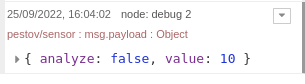 25/09/2022, 16:04:02 node: debug 2
pestov/sensor : msg.payload : Object
{ analyze: false, value: 10 }